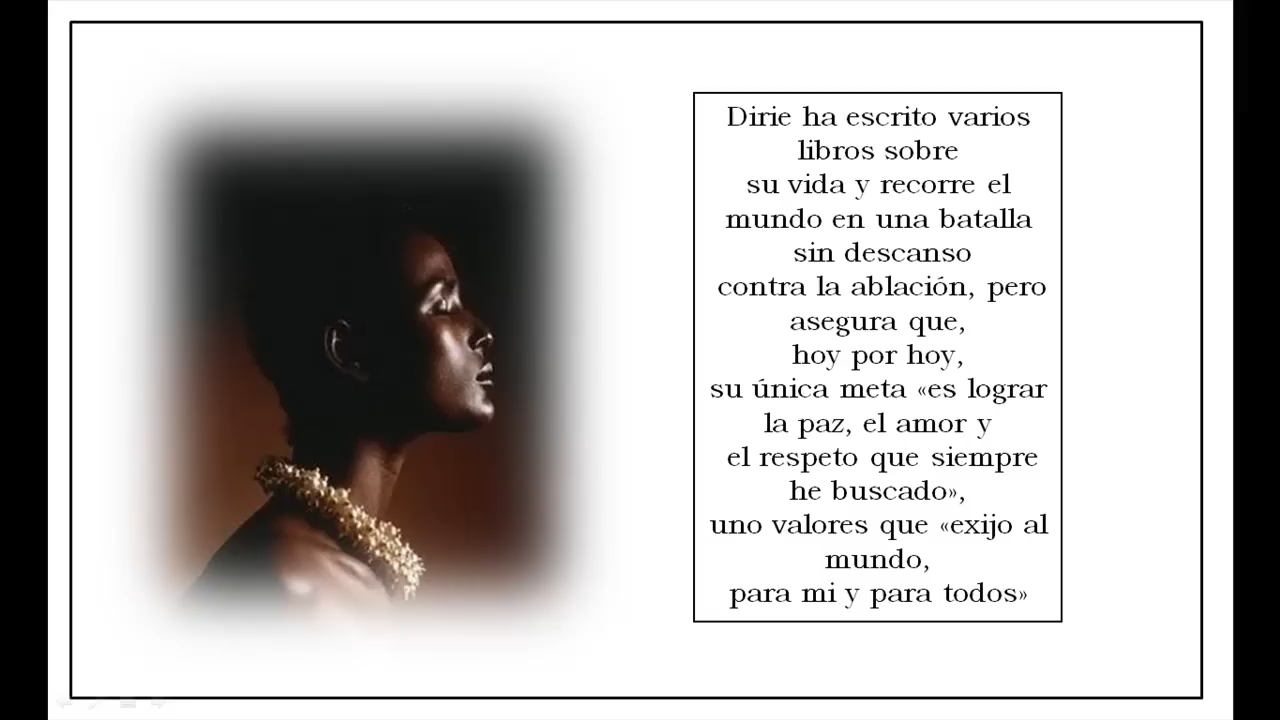 Dirie ha escrito varios
libros sobre
su vida y recorre el
mundo en una batalla
sin descanso
contra la ablación, pero
asegura que,
hoy por hoy,
su única meta «es lograr
la paz, el amor y
el respeto que siempre
he buscado»,
uno valores que «exijo al
mundo,
para mi y para todos»